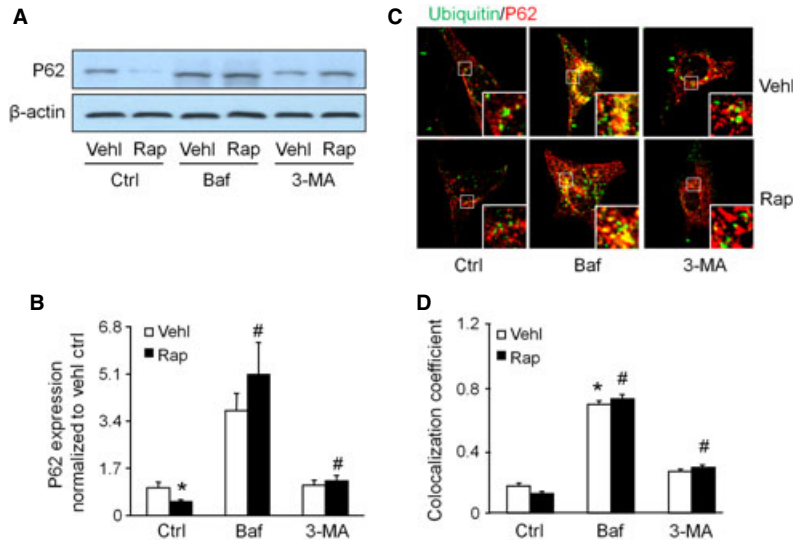 A
P62
β-actin
Vehl Rap Vehl Rap Vehl Rap
Ctrl Baf 3-MA
B
P62 expression
normalized to vehl ctrl
6.8
5.1
3.4
1.7
0
Vehl
Rap
* # #
Ctrl Baf 3-MA
C
Ubiquitin/P62
Vehl
Rap
Ctrl Baf 3-MA
D
Colocalization coefficient
1.2
0.8
0.4
0
Vehl
Rap
* # #
Ctrl Baf 3-MA